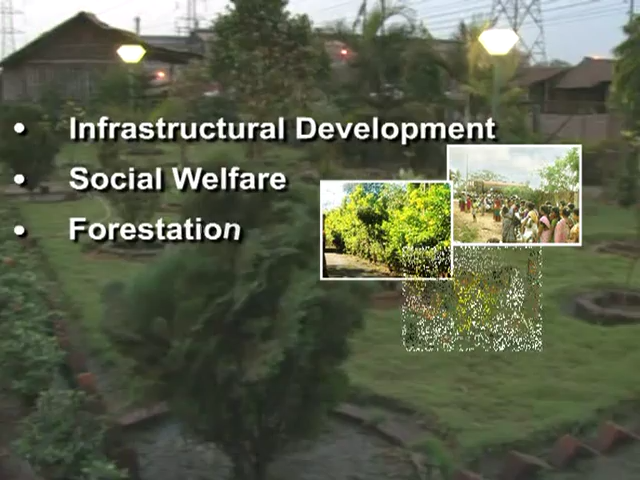 • Infrastructural Development
• Social Welfare
• Forestation